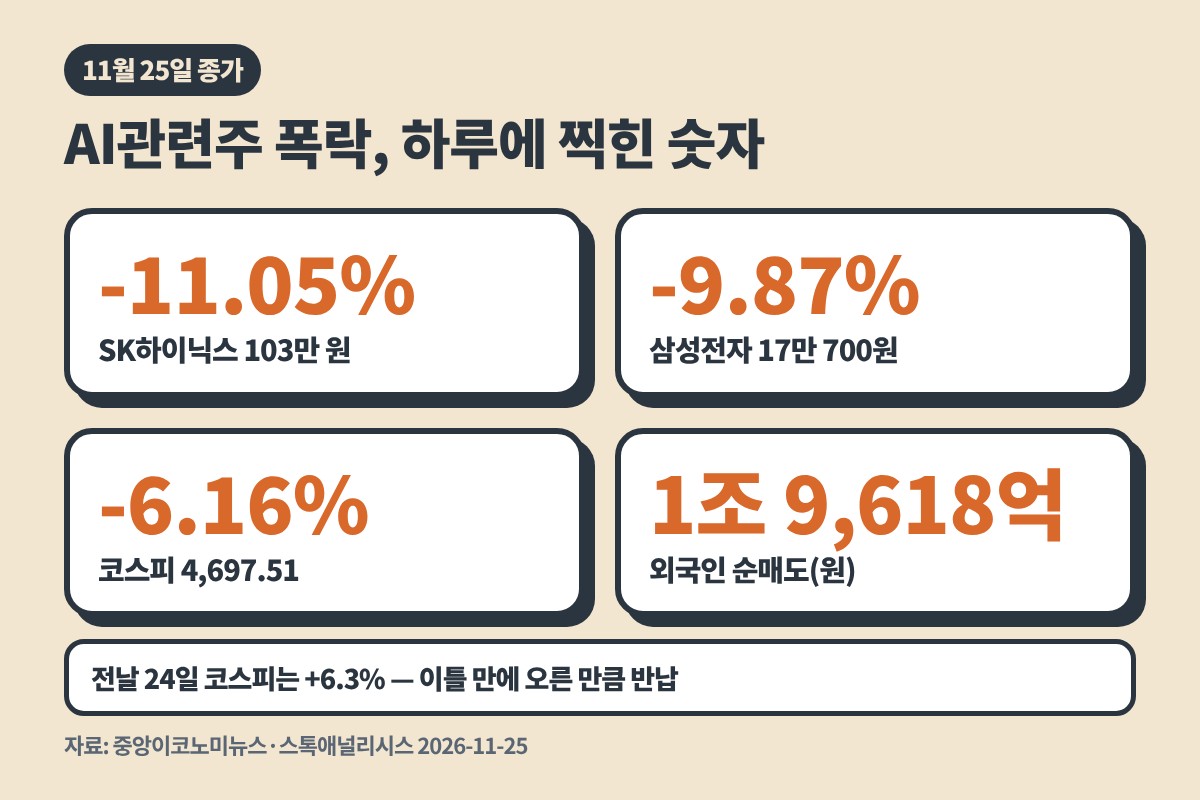 11월 25일 종가
AI관련주 폭락, 하루에 찍힌 숫자
-11.05%
SK하이닉스 103만 원
-9.87%
삼성전자 17만 700원
-6.16%
코스피 4,697.51
1조 9,618억
외국인 순매도(원)
전날 24일 코스피는 +6.3% — 이틀 만에 오른 만큼 반납
자료: 중앙이코노미뉴스·스톡애널리시스 2026-11-25